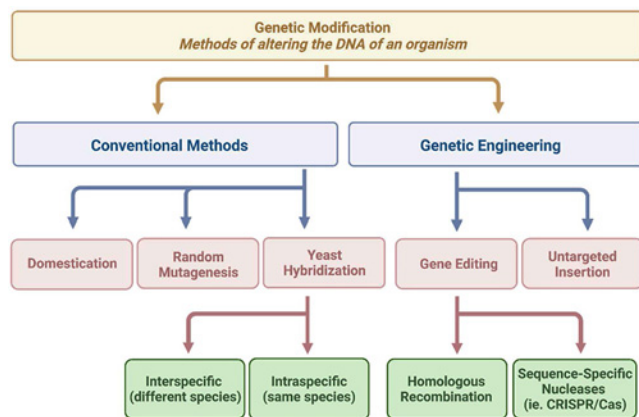 Genetic Modification
Methods of altering the DNA of an organism
Conventional Methods
Genetic Engineering
Domestication
Random
Mutagenesis
Yeast
Hybridization
Gene Editing
Untargeted
Insertion
Interspecific
(different species)
Intraspecific
(same species)
Homologous
Recombination
Sequence-Specific
Nucleases
(ie. CRISPR/Cas)